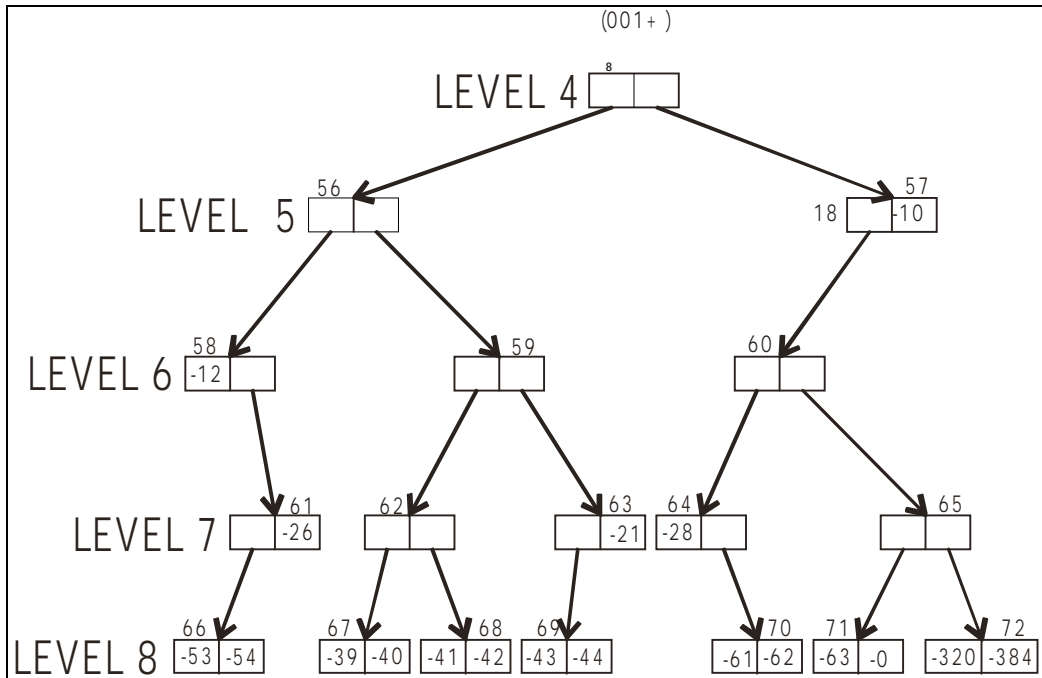 (001+ )
8
LEVEL 4
56 57
LEVEL 5 18 -10
58 59 60
LEVEL 6 -12
61 62 63 64 65
LEVEL 7 -26 -21 -28
66 67 68 69 70 71 72
LEVEL 8 -53 -54 -39 -40 -41 -42 -43 -44 -61 -62 -63 -0 -320 -384